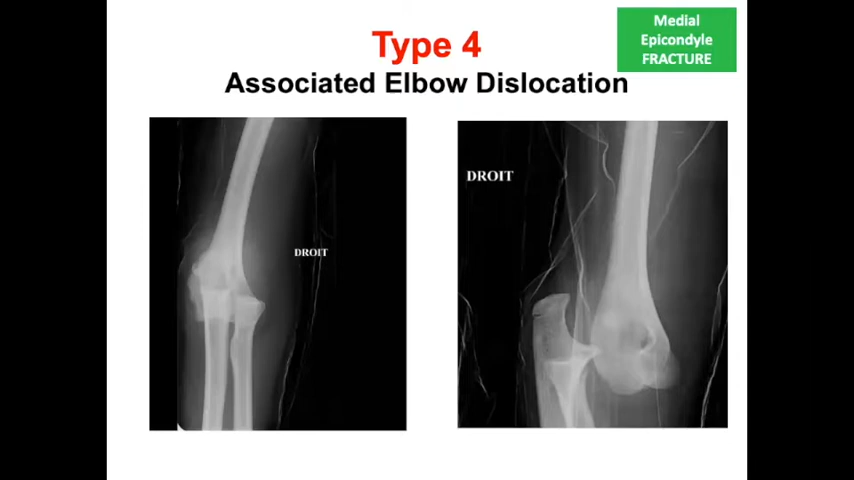 Type 4
Associated Elbow Dislocation
Medial
Epicondyle
FRACTURE
DROIT
DROIT